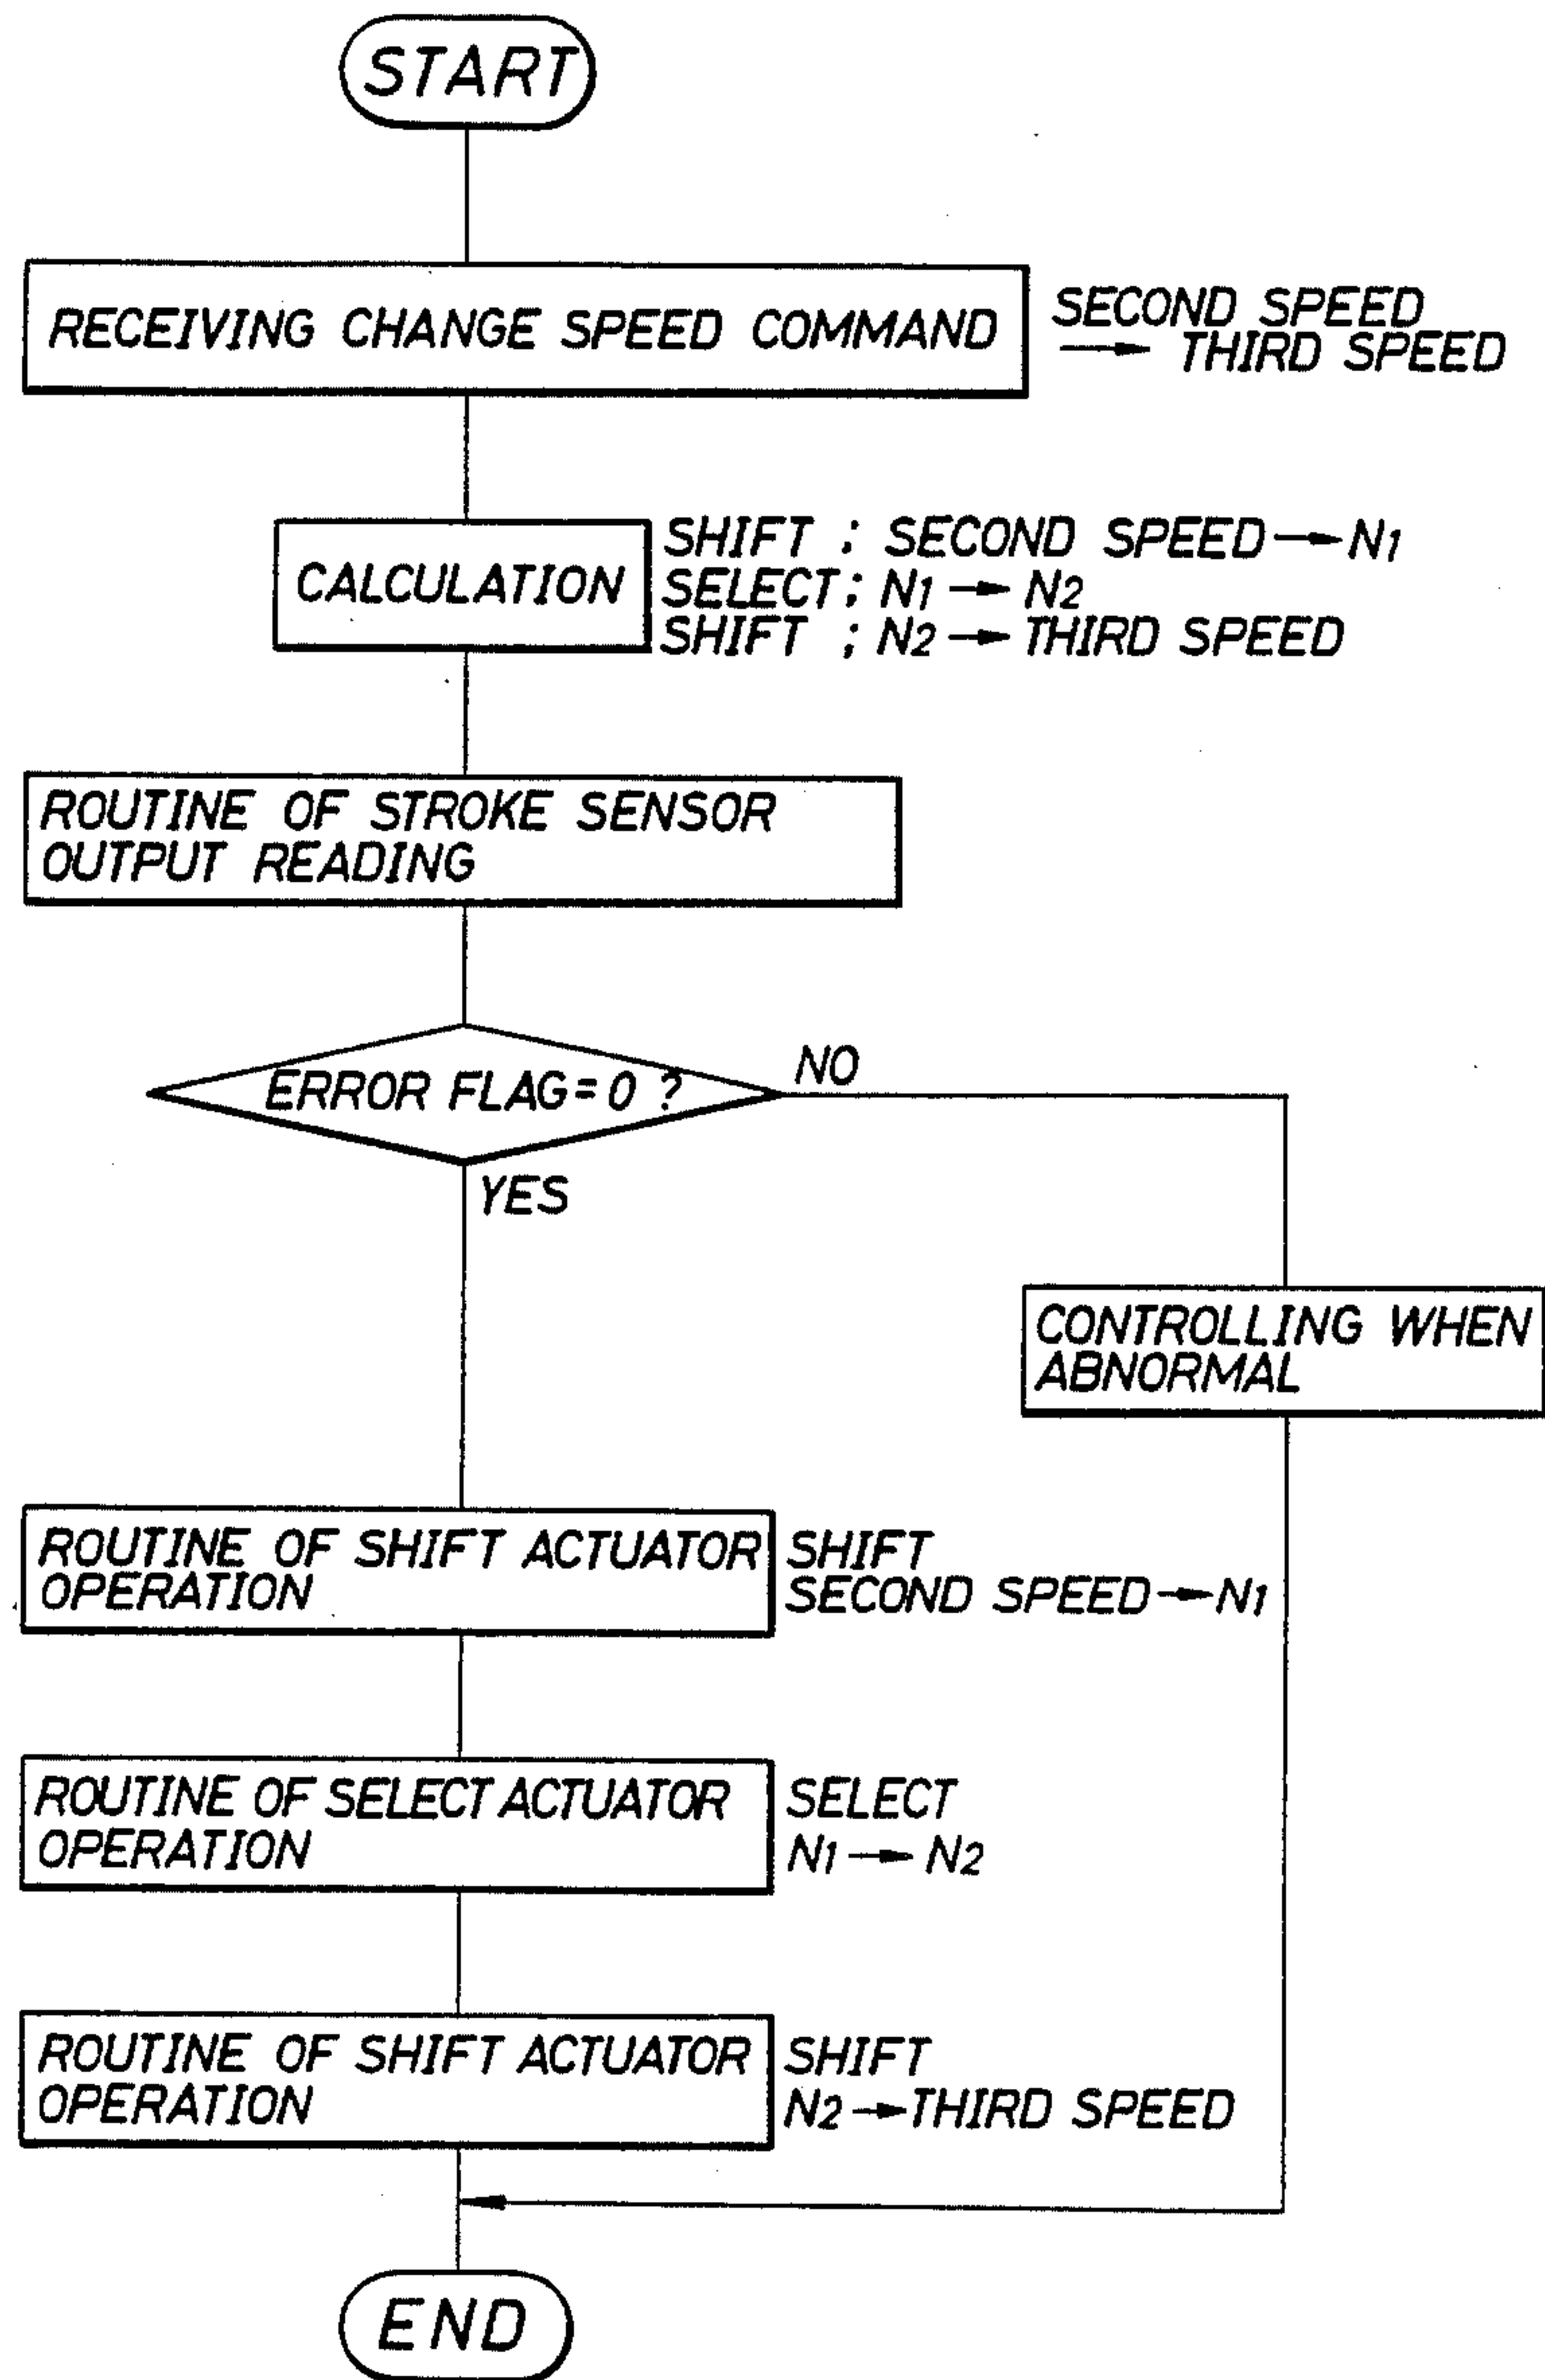 START
RECEIVING CHANGE SPEED COMMAND
SECOND SPEED
→ THIRD SPEED
CALCULATION
SHIFT : SECOND SPEED → N1
SELECT ; N1 → N2
SHIFT ; N2 → THIRD SPEED
ROUTINE OF STROKE SENSOR
OUTPUT READING
ERROR FLAG = 0 ?
NO
YES
CONTROLLING WHEN
ABNORMAL
ROUTINE OF SHIFT ACTUATOR
OPERATION
SHIFT
SECOND SPEED → N1
ROUTINE OF SELECT ACTUATOR
OPERATION
SELECT
N1 → N2
ROUTINE OF SHIFT ACTUATOR
OPERATION
SHIFT
N2 → THIRD SPEED
END